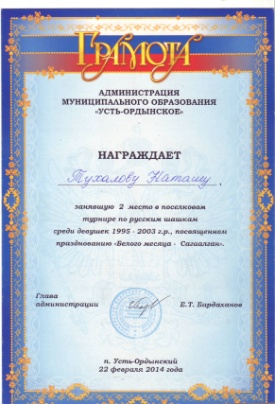 ГРАМОТА
АДМИНИСТРАЦИЯ
МУНИЦИПАЛЬНОГО ОБРАЗОВАНИЯ
«УСТЬ-ОРДЫНСКОЕ»
НАГРАЖДАЕТ
Тухалову Наташу,
занявшую 2 место в поселковом
турнире по русским шашкам
среди девушек 1995 - 2003 г.р., посвященном
празднованию «Белого месяца - Сагаалган».
Глава
администрации
Е.Т. Бардаханов
п. Усть-Ордынский
22 февраля 2014 года